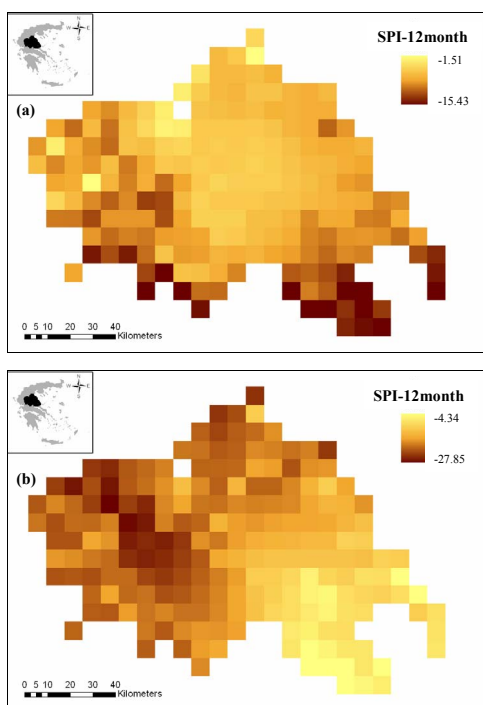 N
W E
S
SPI-12month
-1.51
-15.43
(a)
0 5 10 20 30 40
Kilometers
N
W E
S
SPI-12month
-4.34
-27.85
(b)
0 5 10 20 30 40
Kilometers